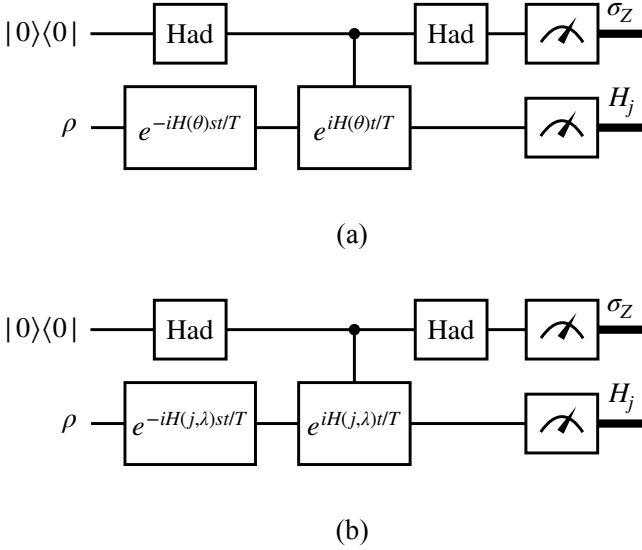 σ_Z
|0⟩⟨0| Had Had
H_j
ρ e^{−iH(θ)st/T} e^{iH(θ)t/T}
(a)
σ_Z
|0⟩⟨0| Had Had
H_j
ρ e^{−iH(j,λ)st/T} e^{iH(j,λ)t/T}
(b)